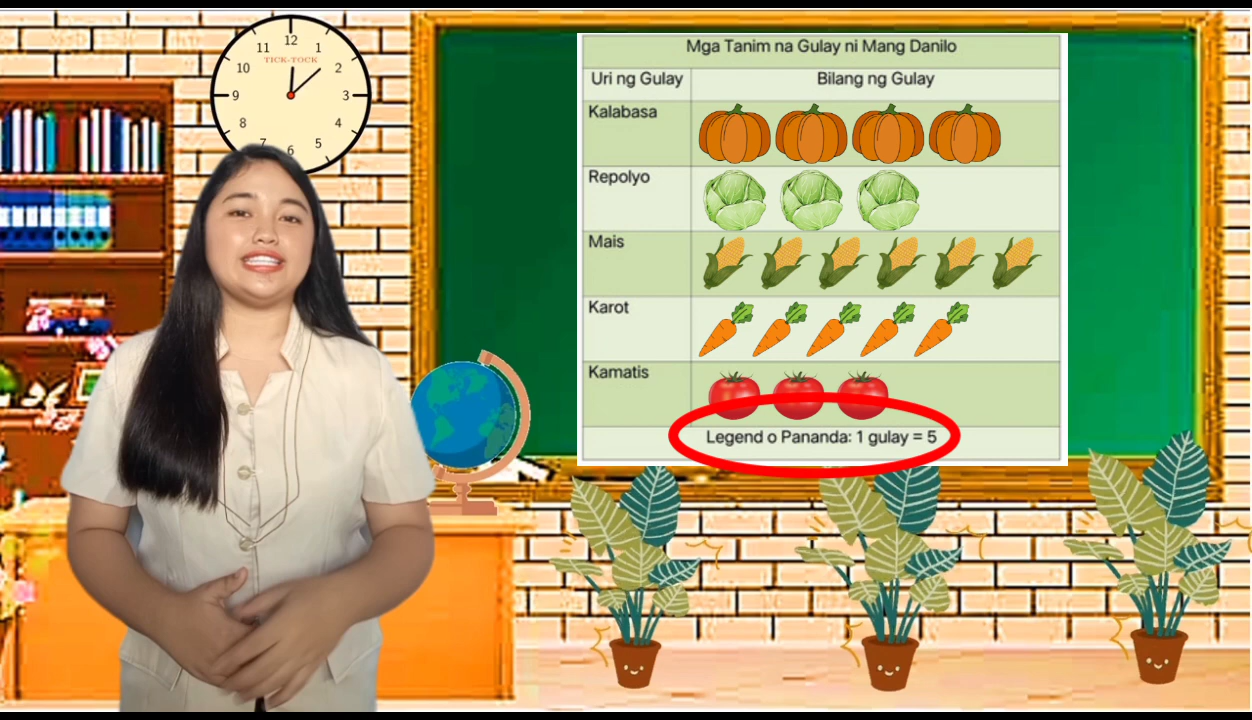 11 12 1
TICK-TOCK
10 2
9 3
8 4
7 6 5
Mga Tanim na Gulay ni Mang Danilo
Uri ng Gulay Bilang ng Gulay
Kalabasa
Repolyo
Mais
Karot
Kamatis
Legend o Pananda: 1 gulay = 5